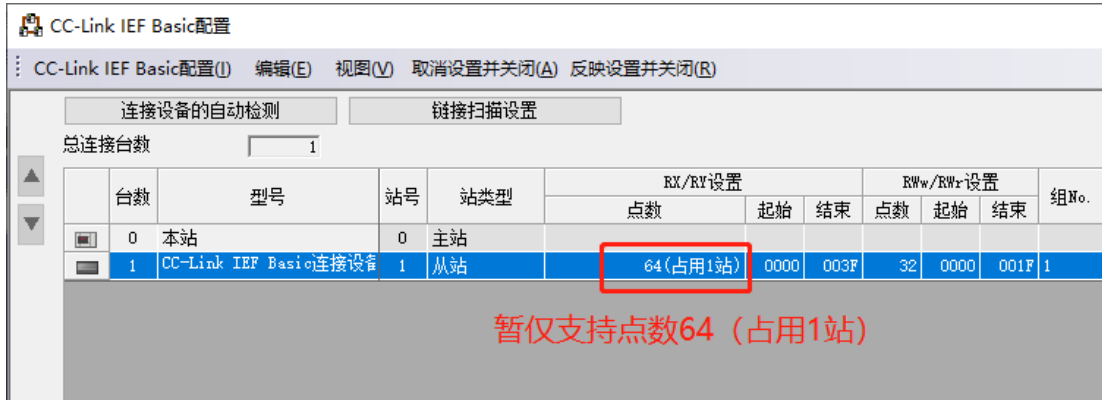 CC-Link IEF Basic配置
CC-Link IEF Basic配置(I) 编辑(E) 视图(V) 取消设置并关闭(A) 反映设置并关闭(R)
连接设备的自动检测 链接扫描设置
总连接台数 1
台数 型号 站号 站类型 RX/RY设置 RWw/RWr设置 组No.
点数 起始 结束 点数 起始 结束
0 本站 0 主站
1 CC-Link IEF Basic连接设备 1 从站 64(占用1站) 0000 003F 32 0000 001F 1
暂仅支持点数64（占用1站）